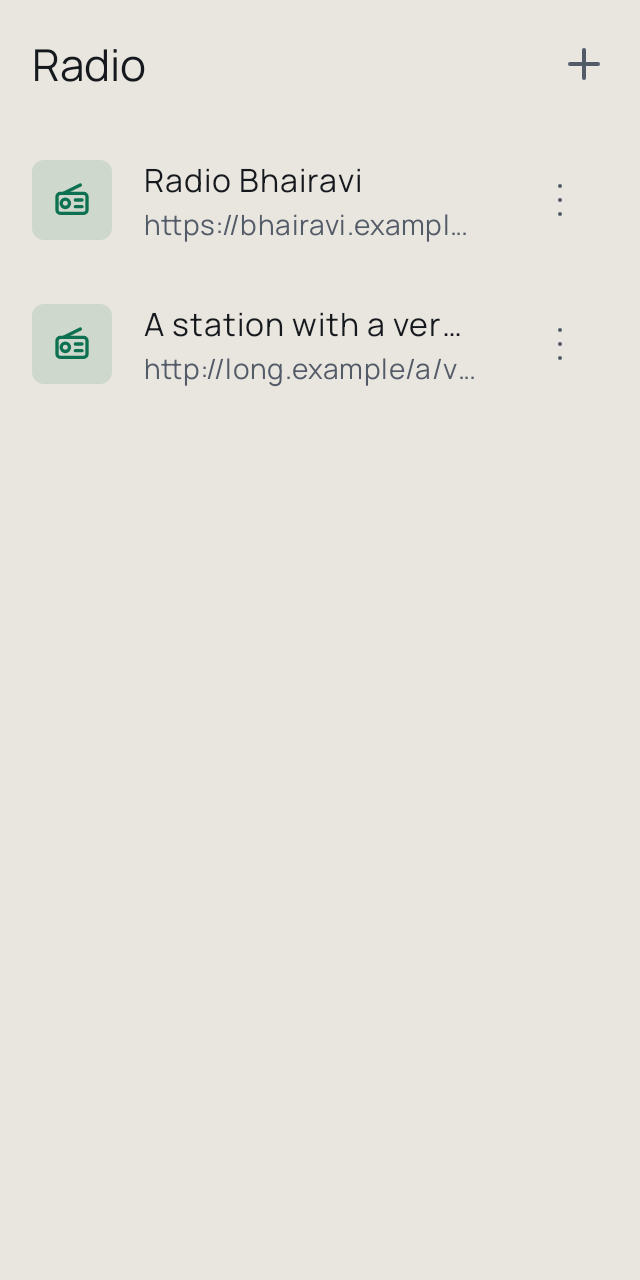 Radio
Radio Bhairavi
https://bhairavi.exampl…
A station with a ver…
http://long.example/a/v…